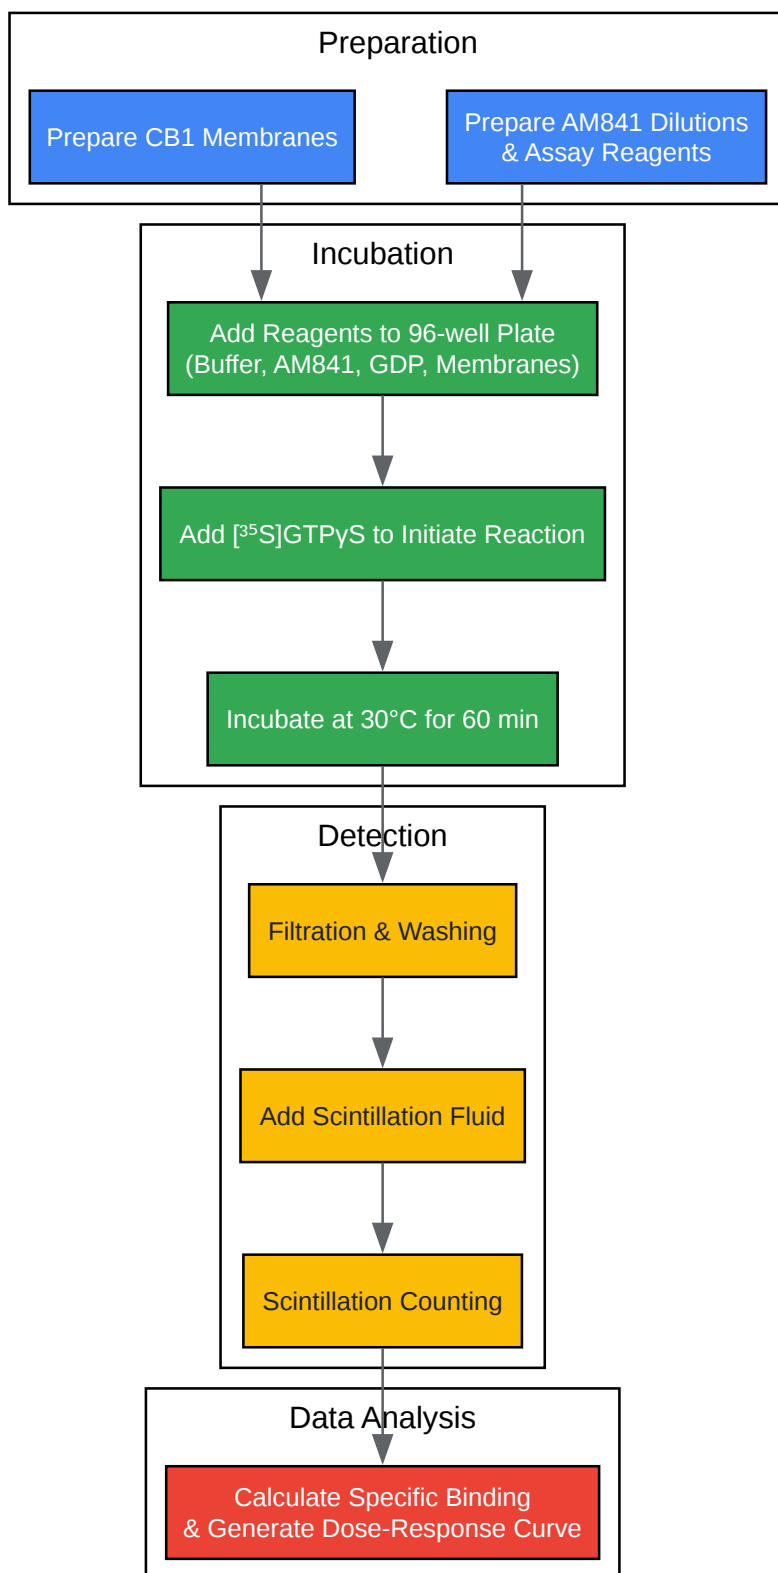 Preparation
Prepare CB1 Membranes
Prepare AM841 Dilutions
& Assay Reagents
Incubation
Add Reagents to 96-well Plate
(Buffer, AM841, GDP, Membranes)
Add [³⁵S]GTPγS to Initiate Reaction
Incubate at 30°C for 60 min
Detection
Filtration & Washing
Add Scintillation Fluid
Scintillation Counting
Data Analysis
Calculate Specific Binding
& Generate Dose-Response Curve